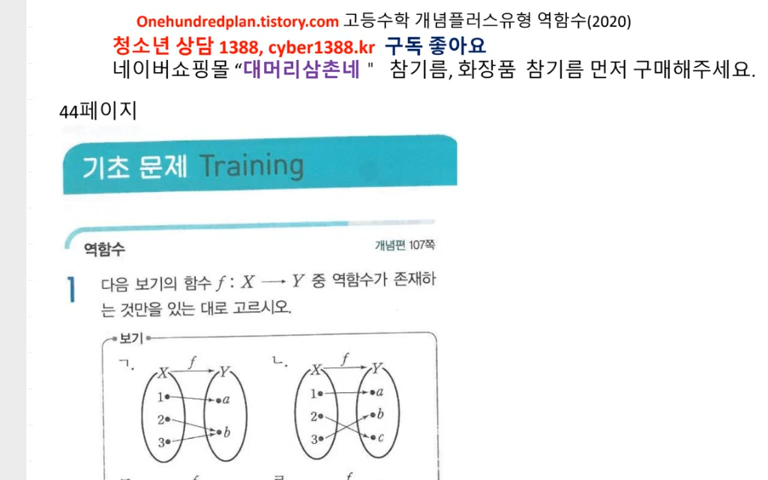 Onehundredplan.tistory.com 고등수학 개념플러스유형 역함수(2020)
청소년 상담 1388, cyber1388.kr 구독 좋아요
네이버쇼핑몰 “대머리삼촌네 " 참기름, 화장품 참기름 먼저 구매해주세요.
44페이지
기초 문제 Training
역함수 개념편 107쪽
1 다음 보기의 함수 f : X → Y 중 역함수가 존재하
는 것만을 있는 대로 고르시오.
보기
ㄱ. X f Y ㄴ. X f Y
1 a 1 a
2 b 2 b
3 3 c